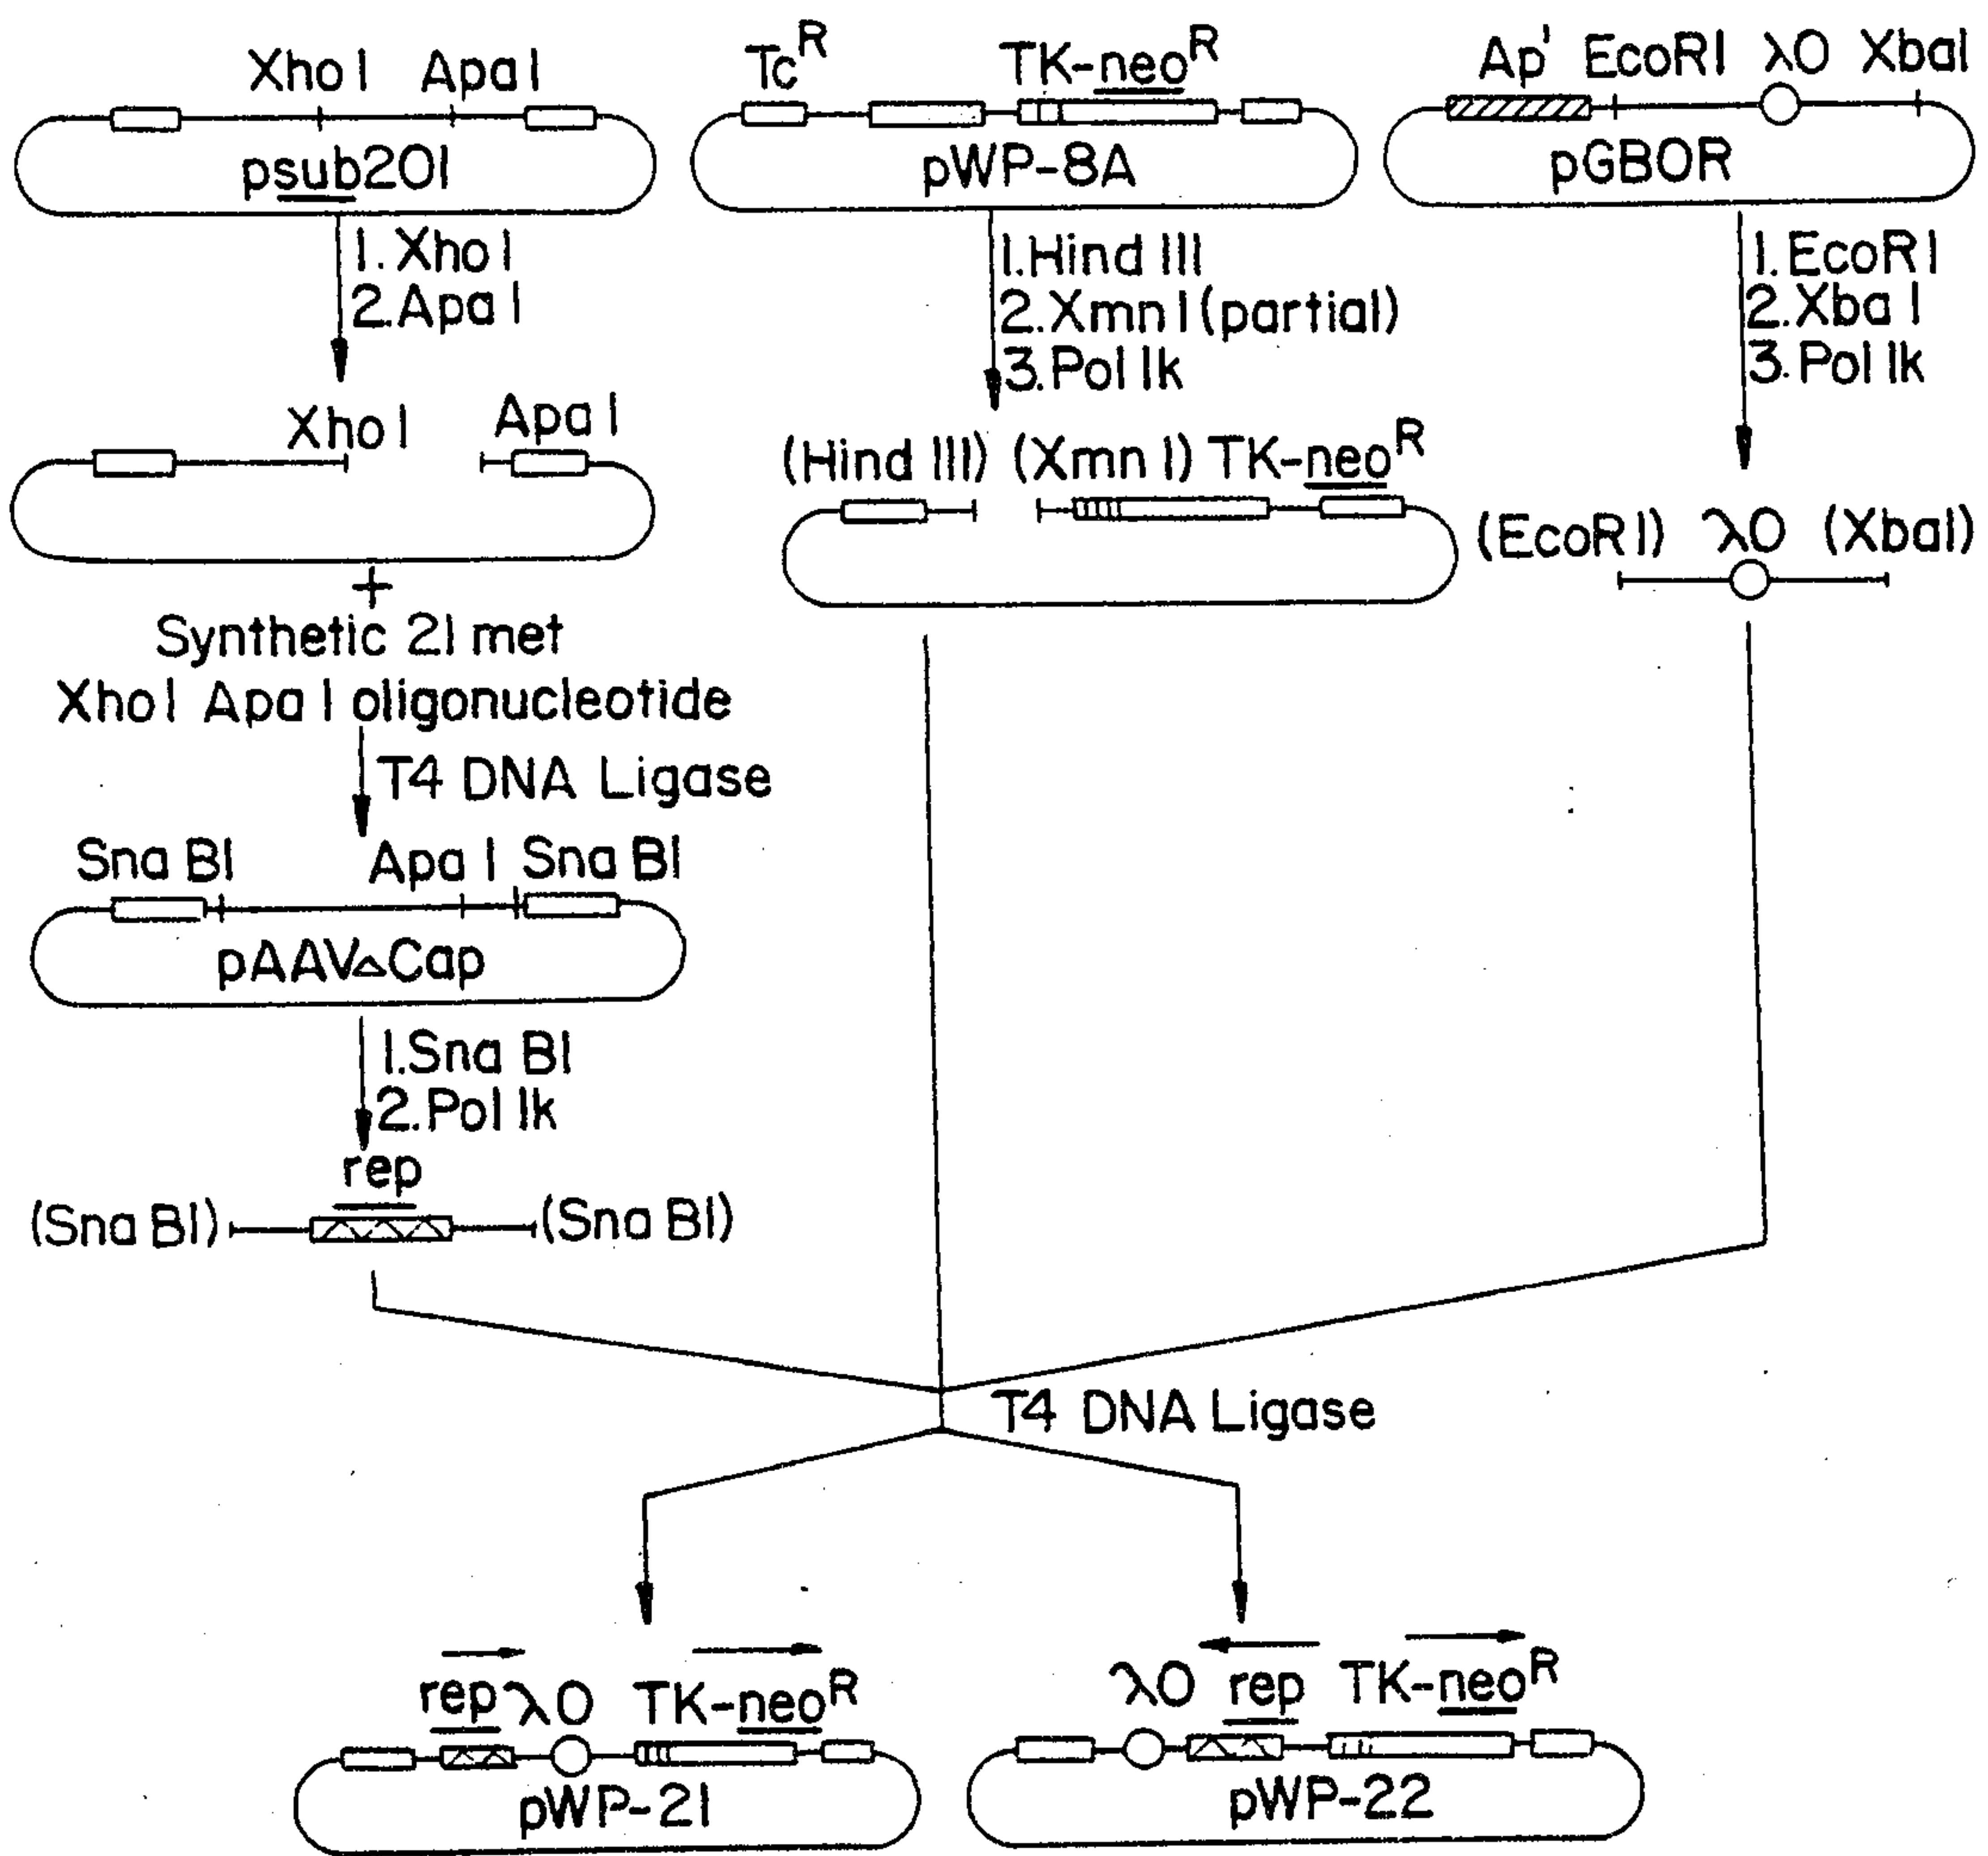 Xho I Apa I
psub201
1. Xho I
2. Apa I
Xho I Apa I
+
Synthetic 21 met
Xho I Apa I oligonucleotide
T4 DNA Ligase
Sna BI Apa I Sna BI
pAAV△Cap
1. Sna BI
2. Pol Ik
rep
(Sna BI) (Sna BI)
Tc^R TK-neo^R
pWP-8A
1. Hind III
2. Xmn I (partial)
3. Pol Ik
(Hind III) (Xmn I) TK-neo^R
Ap' EcoRI λO XbaI
pGBOR
1. EcoRI
2. Xba I
3. Pol Ik
(EcoRI) λO (XbaI)
T4 DNA Ligase
rep λO TK-neo^R
pWP-21
λO rep TK-neo^R
pWP-22